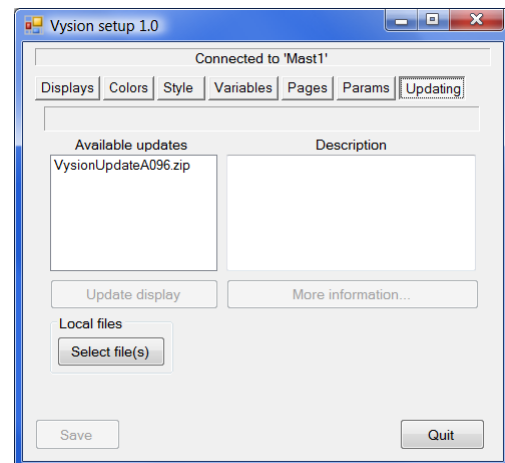 Vysion setup 1.0
Connected to 'Mast1'
Displays Colors Style Variables Pages Params Updating
Available updates Description
VysionUpdateA096.zip
Update display More information...
Local files
Select file(s)
Save Quit